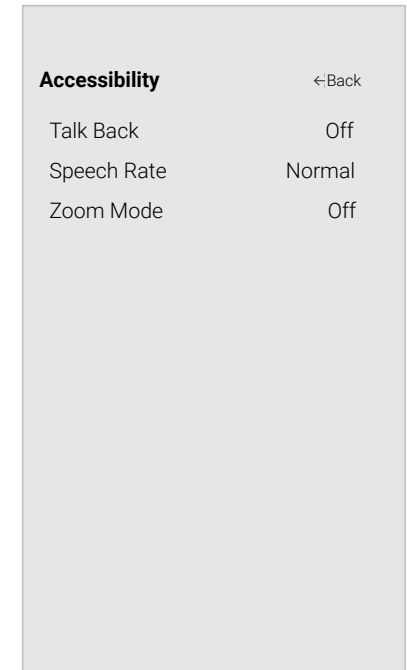 Accessibility ←Back
Talk Back Off
Speech Rate Normal
Zoom Mode Off